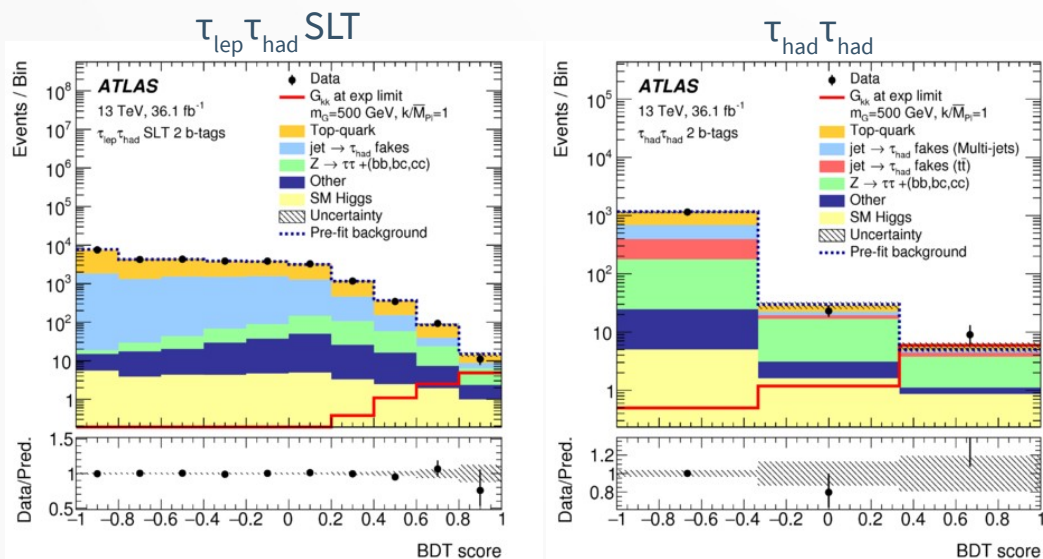 τlep τhad SLT
Events / Bin
10⁸
10⁷
10⁶
10⁵
10⁴
10³
10²
10
1
ATLAS
13 TeV, 36.1 fb⁻¹
τlepτhad SLT 2 b-tags
Data
Gkk at exp limit
mG=500 GeV, k/M̅Pl=1
Top-quark
jet → τhad fakes
Z → ττ +(bb,bc,cc)
Other
SM Higgs
Uncertainty
Pre-fit background
Data/Pred.
1.5
1
0.5
−1 −0.8 −0.6 −0.4 −0.2 0 0.2 0.4 0.6 0.8 1
BDT score
τhad τhad
Events / Bin
10⁵
10⁴
10³
10²
10
1
ATLAS
13 TeV, 36.1 fb⁻¹
τhadτhad 2 b-tags
Data
Gkk at exp limit
mG=500 GeV, k/M̅Pl=1
Top-quark
jet → τhad fakes (Multi-jets)
jet → τhad fakes (tt̅)
Z → ττ +(bb,bc,cc)
Other
SM Higgs
Uncertainty
Pre-fit background
Data/Pred.
1.2
1
0.8
−1 −0.8 −0.6 −0.4 −0.2 0 0.2 0.4 0.6 0.8 1
BDT score